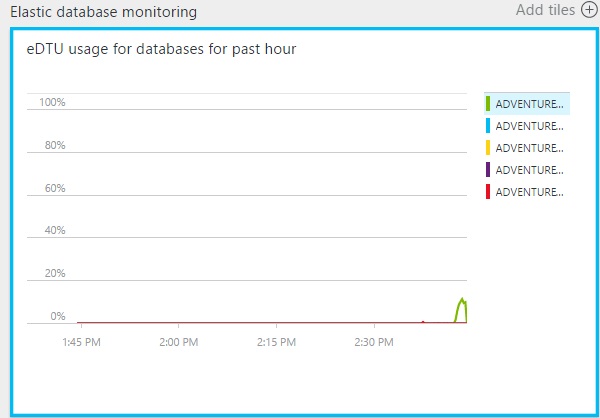 Elastic database monitoring
Add tiles
eDTU usage for databases for past hour
100%
80%
60%
40%
20%
0%
1:45 PM
2:00 PM
2:15 PM
2:30 PM
ADVENTURE...
ADVENTURE...
ADVENTURE...
ADVENTURE...
ADVENTURE...